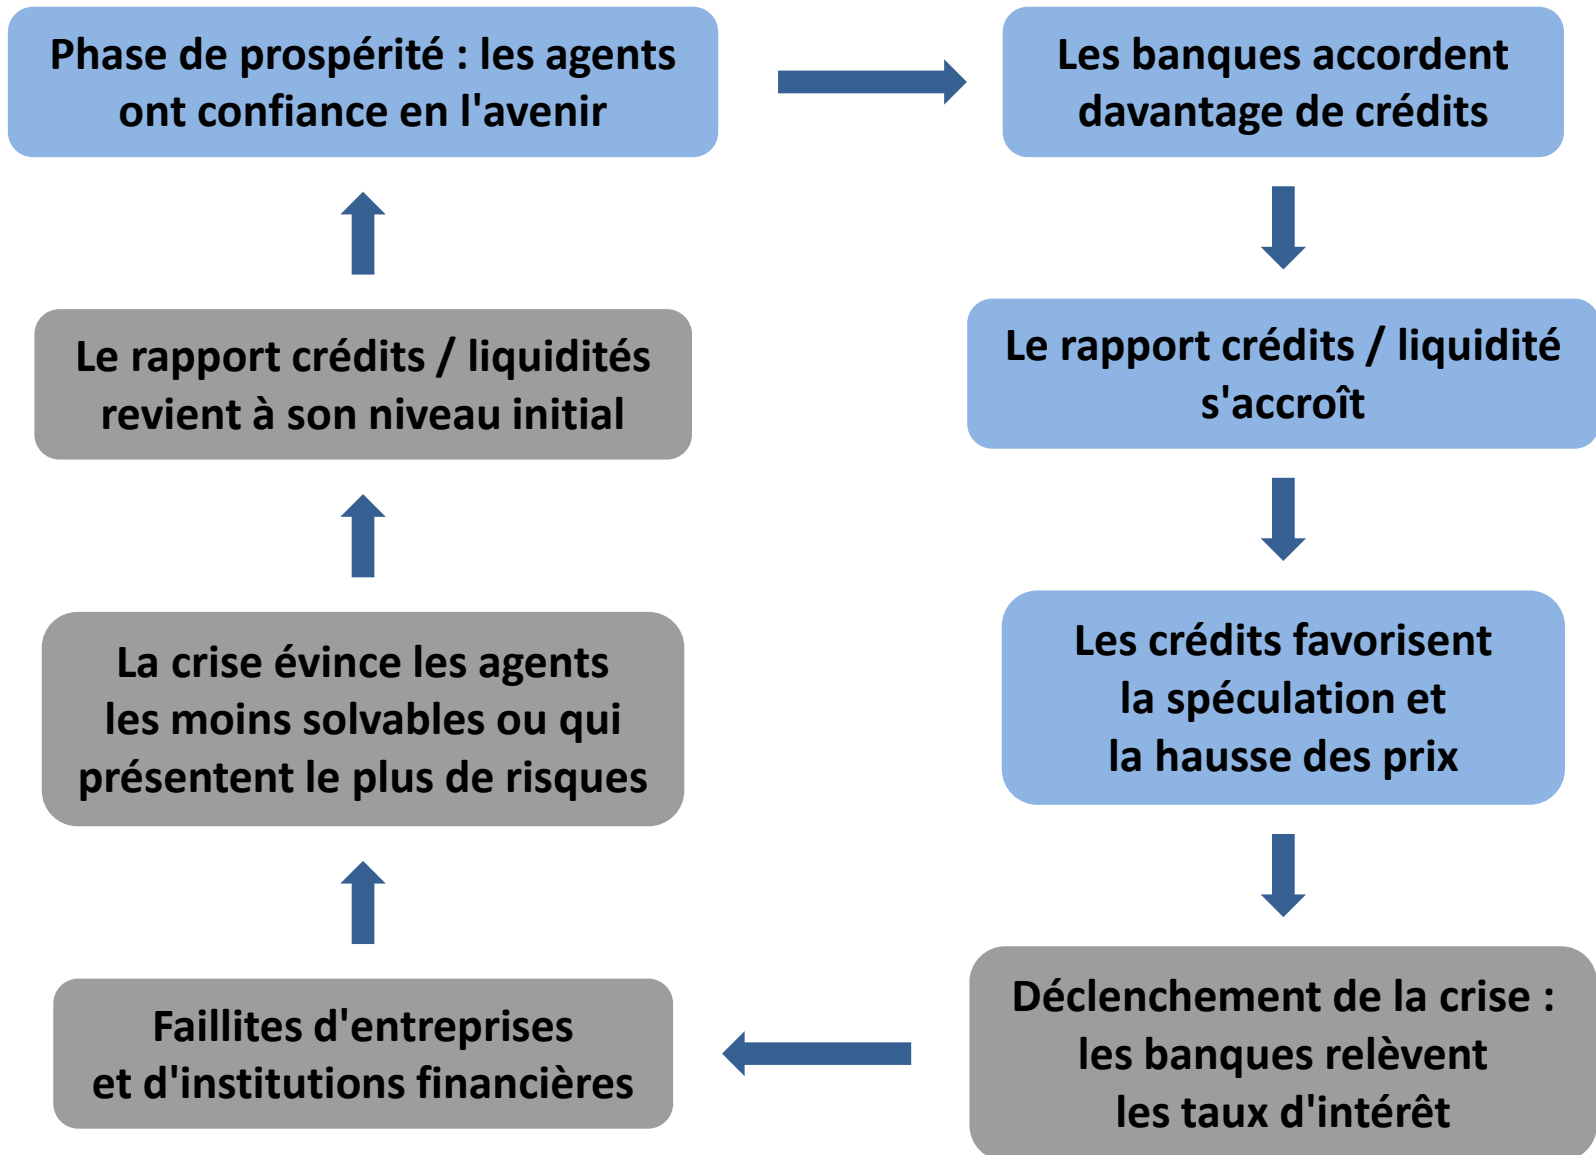 Phase de prospérité : les agents
ont confiance en l'avenir
Les banques accordent
davantage de crédits
Le rapport crédits / liquidité
s'accroît
Les crédits favorisent
la spéculation et
la hausse des prix
Déclenchement de la crise :
les banques relèvent
les taux d'intérêt
Faillites d'entreprises
et d'institutions financières
La crise évince les agents
les moins solvables ou qui
présentent le plus de risques
Le rapport crédits / liquidités
revient à son niveau initial